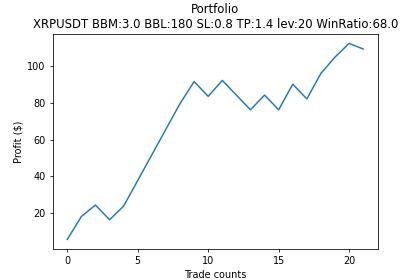 Portfolio
XRPUSDT BBM:3.0 BBL:180 SL:0.8 TP:1.4 lev:20 WinRatio:68.0
100
80
60
40
20
Profit ($)
0 5 10 15 20
Trade counts